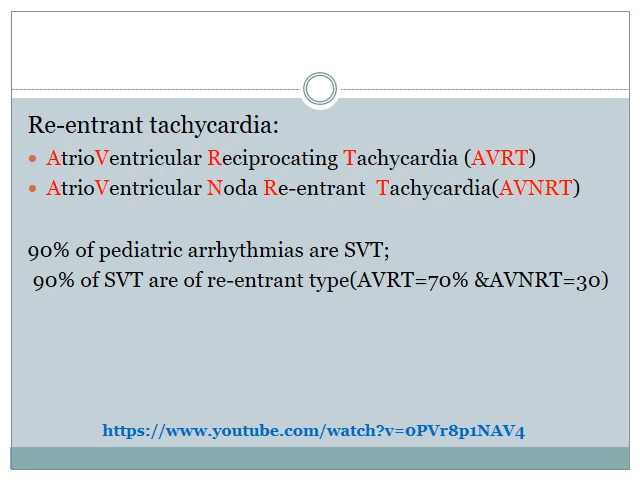 Re-entrant tachycardia:
• AtrioVentricular Reciprocating Tachycardia (AVRT)
• AtrioVentricular Noda Re-entrant  Tachycardia(AVNRT)
90% of pediatric arrhythmias are SVT;
90% of SVT are of re-entrant type(AVRT=70% &AVNRT=30)
https://www.youtube.com/watch?v=0PVr8p1NAV4